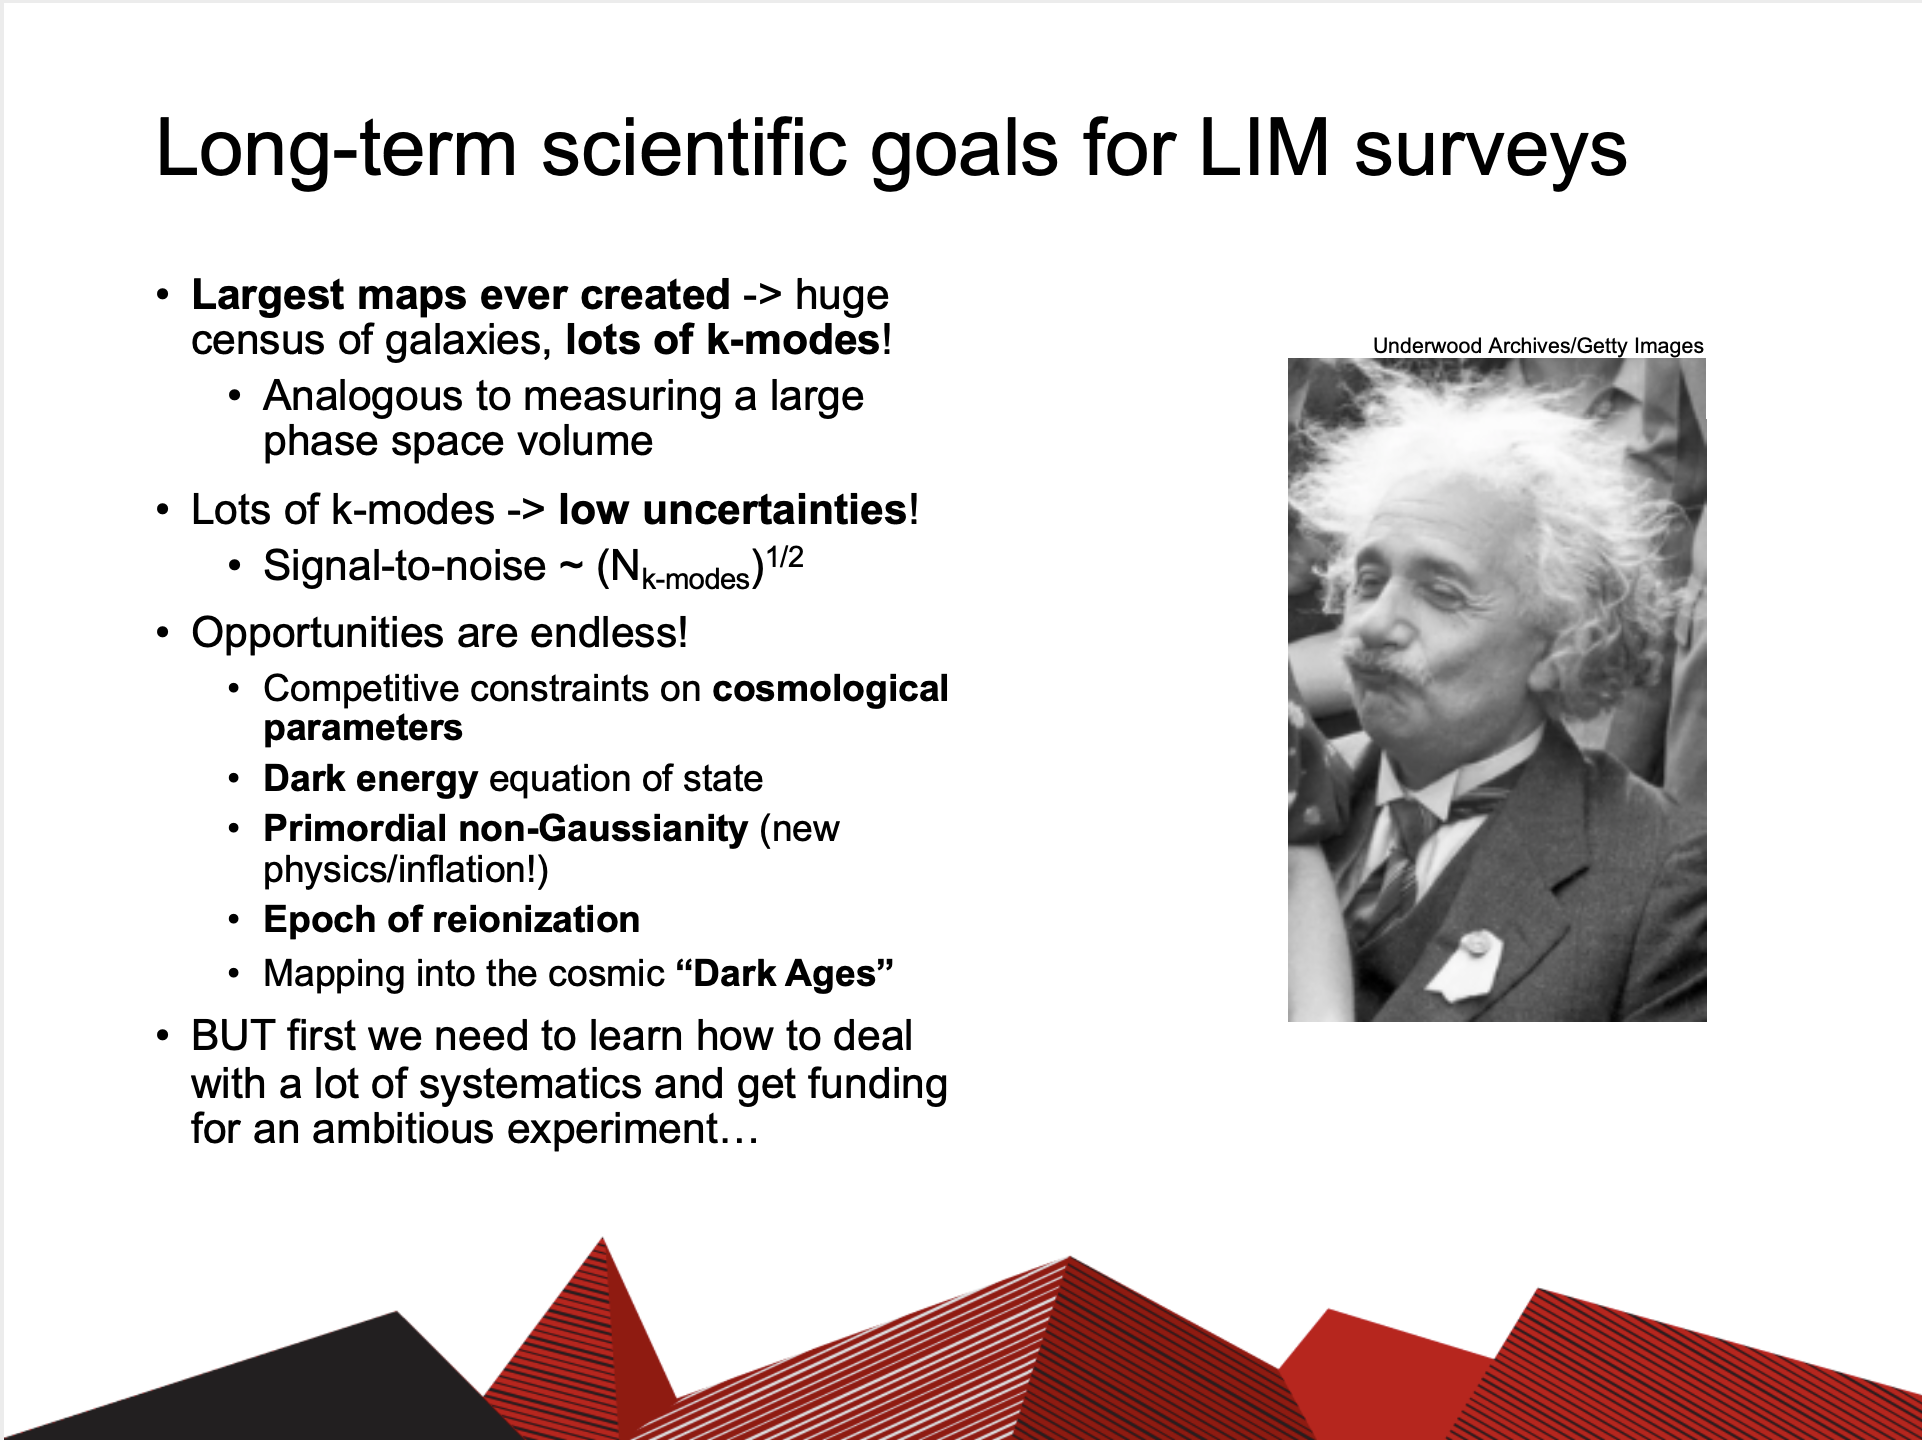 Long-term scientific goals for LIM surveys
• Largest maps ever created -> huge
census of galaxies, lots of k-modes!
• Analogous to measuring a large
phase space volume
• Lots of k-modes -> low uncertainties!
• Signal-to-noise ~ (Nk-modes)1/2
• Opportunities are endless!
• Competitive constraints on cosmological
parameters
• Dark energy equation of state
• Primordial non-Gaussianity (new
physics/inflation!)
• Epoch of reionization
• Mapping into the cosmic “Dark Ages”
• BUT first we need to learn how to deal
with a lot of systematics and get funding
for an ambitious experiment…
Underwood Archives/Getty Images